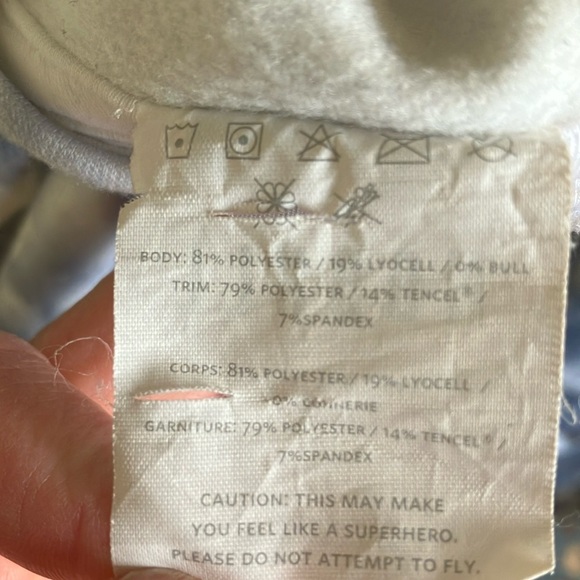 BODY: 81% POLYESTER / 19% LYOCELL / 0% BULL
TRIM: 79% POLYESTER / 14% TENCEL® /
7%SPANDEX
CORPS: 81% POLYESTER / 19% LYOCELL /
0% CONNERIE
GARNITURE: 79% POLYESTER / 14% TENCEL® /
7%SPANDEX
CAUTION: THIS MAY MAKE
YOU FEEL LIKE A SUPERHERO.
PLEASE DO NOT ATTEMPT TO FLY.